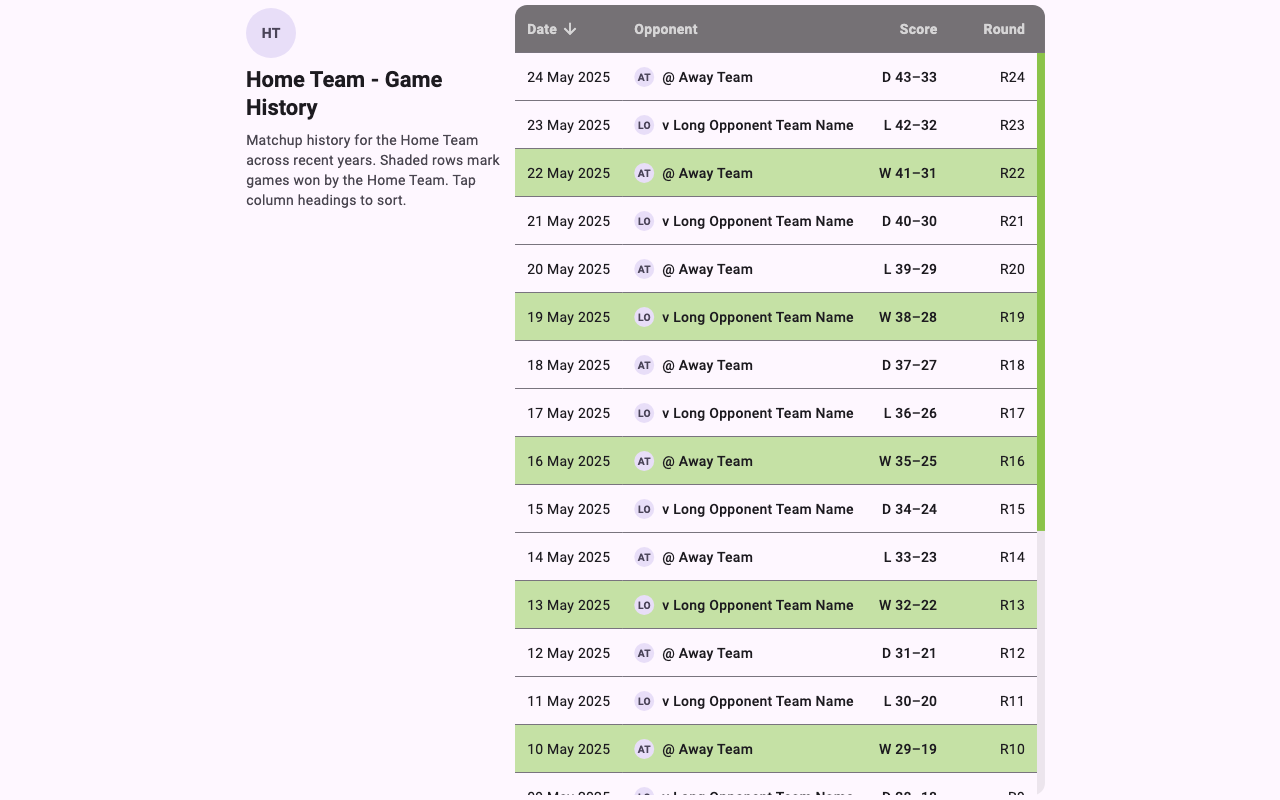 HT
Home Team - Game
History
Matchup history for the Home Team
across recent years. Shaded rows mark
games won by the Home Team. Tap
column headings to sort.
Date Opponent Score Round
24 May 2025 AT @ Away Team D 43–33 R24
23 May 2025 LO v Long Opponent Team Name L 42–32 R23
22 May 2025 AT @ Away Team W 41–31 R22
21 May 2025 LO v Long Opponent Team Name D 40–30 R21
20 May 2025 AT @ Away Team L 39–29 R20
19 May 2025 LO v Long Opponent Team Name W 38–28 R19
18 May 2025 AT @ Away Team D 37–27 R18
17 May 2025 LO v Long Opponent Team Name L 36–26 R17
16 May 2025 AT @ Away Team W 35–25 R16
15 May 2025 LO v Long Opponent Team Name D 34–24 R15
14 May 2025 AT @ Away Team L 33–23 R14
13 May 2025 LO v Long Opponent Team Name W 32–22 R13
12 May 2025 AT @ Away Team D 31–21 R12
11 May 2025 LO v Long Opponent Team Name L 30–20 R11
10 May 2025 AT @ Away Team W 29–19 R10